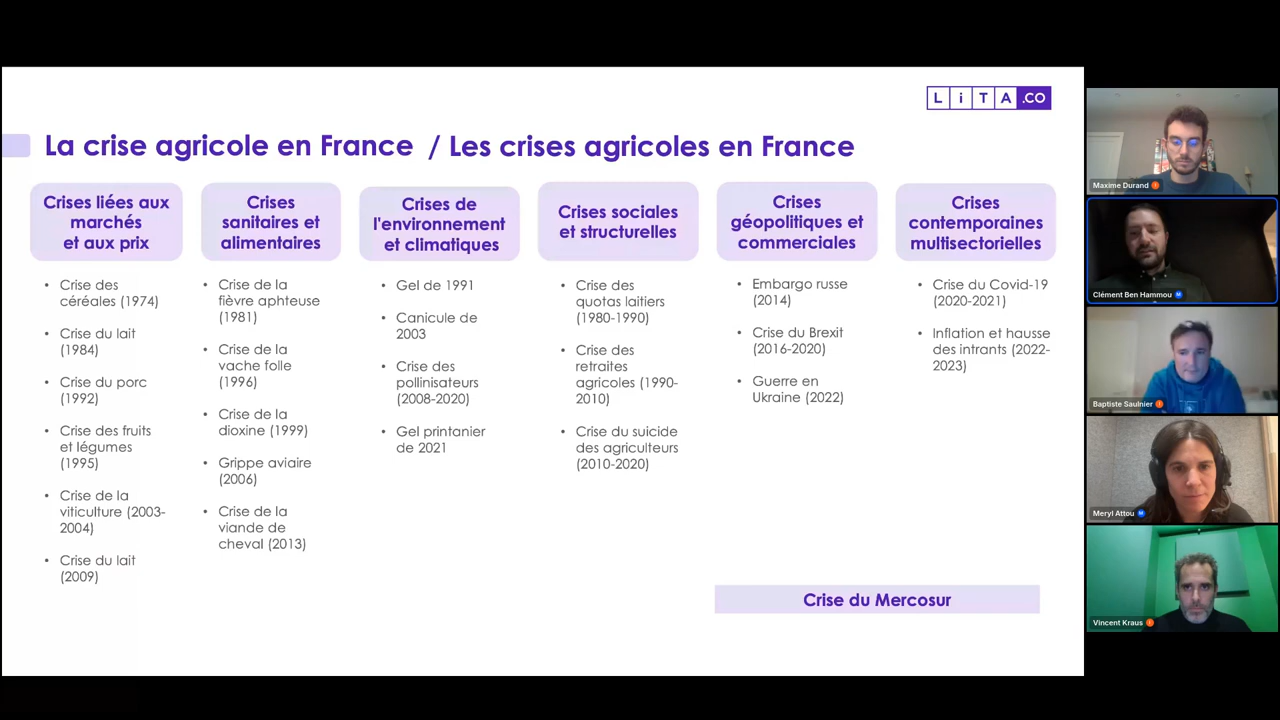 LiTA.CO
La crise agricole en France / Les crises agricoles en France
Crises liées aux
marchés
et aux prix
• Crise des
céréales (1974)
• Crise du lait
(1984)
• Crise du porc
(1992)
• Crise des fruits
et légumes
(1995)
• Crise de la
viticulture (2003-
2004)
• Crise du lait
(2009)
Crises
sanitaires et
alimentaires
• Crise de la
fièvre aphteuse
(1981)
• Crise de la
vache folle
(1996)
• Crise de la
dioxine (1999)
• Grippe aviaire
(2006)
• Crise de la
viande de
cheval (2013)
Crises de
l'environnement
et climatiques
• Gel de 1991
• Canicule de
2003
• Crise des
pollinisateurs
(2008-2020)
• Gel printanier
de 2021
Crises sociales
et structurelles
• Crise des
quotas laitiers
(1980-1990)
• Crise des
retraites
agricoles (1990-
2010)
• Crise du suicide
des agriculteurs
(2010-2020)
Crises
géopolitiques et
commerciales
• Embargo russe
(2014)
• Crise du Brexit
(2016-2020)
• Guerre en
Ukraine (2022)
Crises
contemporaines
multisectorielles
• Crise du Covid-19
(2020-2021)
• Inflation et hausse
des intrants (2022-
2023)
Crise du Mercosur
Maxime Durand
Clément Ben Hammou
Baptiste Saulnier
Meryl Attou
Vincent Kraus